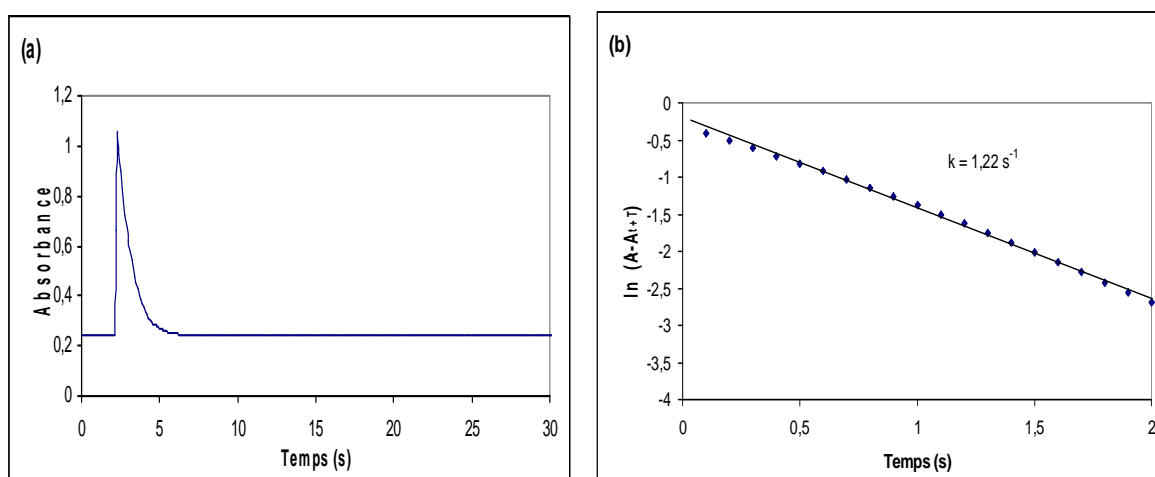 (a)
1,2
1
0,8
0,6
0,4
0,2
0
Absorbance
0 5 10 15 20 25 30
Temps (s)
(b)
0
-0,5
-1
-1,5
-2
-2,5
-3
-3,5
-4
ln (A-At+T)
k = 1,22 s-1
0 0,5 1 1,5 2
Temps (s)